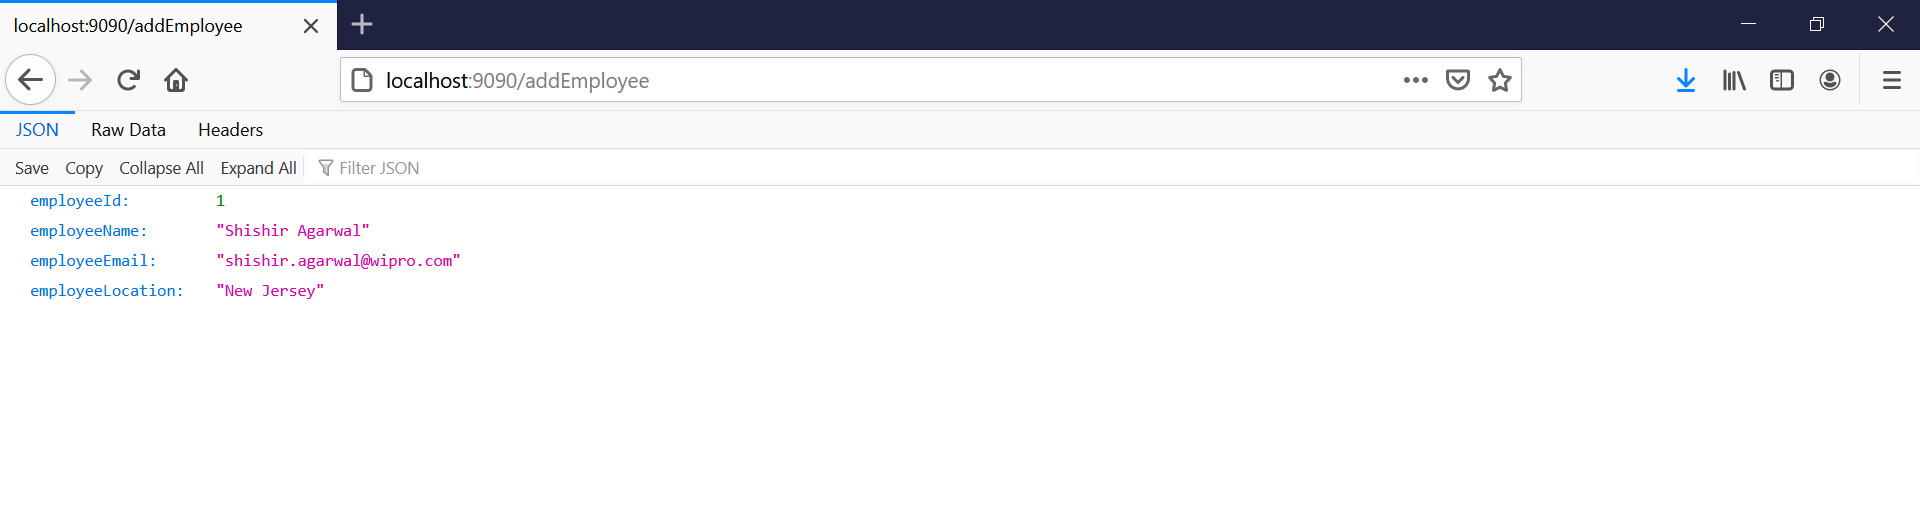 localhost:9090/addEmployee
localhost:9090/addEmployee
JSON Raw Data Headers
Save Copy Collapse All Expand All Filter JSON
employeeId: 1
employeeName: "Shishir Agarwal"
employeeEmail: "shishir.agarwal@wipro.com"
employeeLocation: "New Jersey"